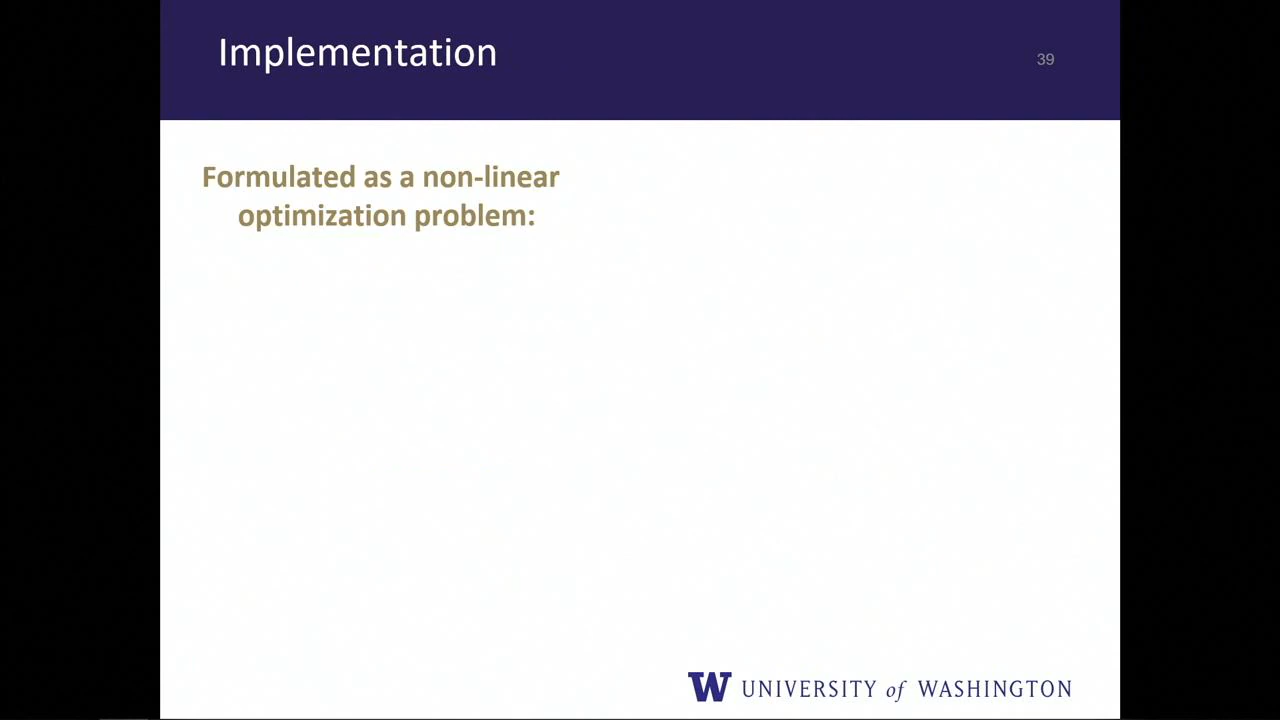 Implementation
39
Formulated as a non-linear
optimization problem:
W UNIVERSITY of WASHINGTON